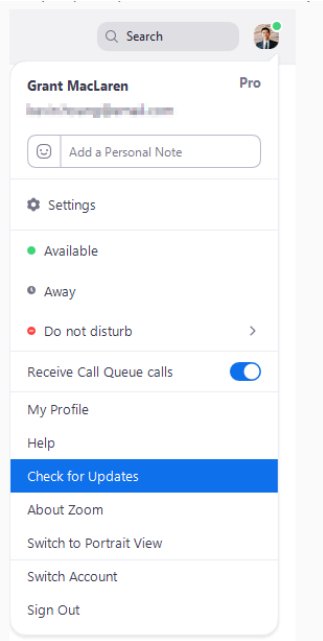 Search
Grant MacLaren Pro
Add a Personal Note
Settings
Available
Away
Do not disturb
Receive Call Queue calls
My Profile
Help
Check for Updates
About Zoom
Switch to Portrait View
Switch Account
Sign Out